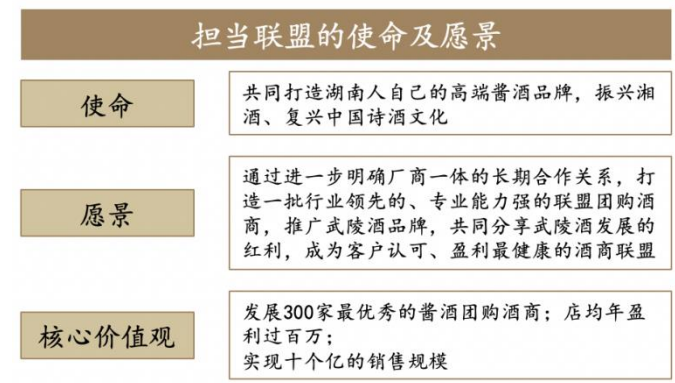 担当联盟的使命及愿景
使命
共同打造湖南人自己的高端酱酒品牌，振兴湘
酒、复兴中国诗酒文化
愿景
通过进一步明确厂商一体的长期合作关系，打
造一批行业领先的、专业能力强的联盟团购酒
商，推广武陵酒品牌，共同分享武陵酒发展的
红利，成为客户认可、盈利最健康的酒商联盟
核心价值观
发展300家最优秀的酱酒团购酒商；店均年盈
利过百万；
实现十个亿的销售规模